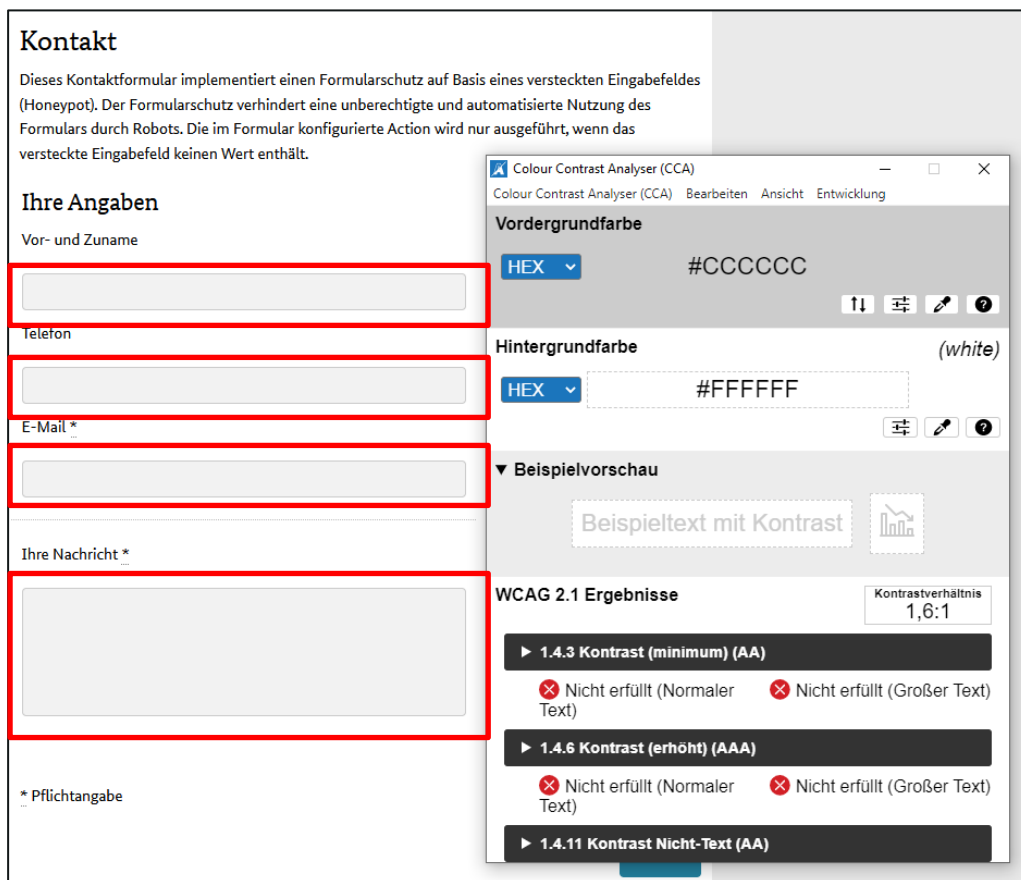 Kontakt
Dieses Kontaktformular implementiert einen Formularschutz auf Basis eines versteckten Eingabefeldes
(Honeypot). Der Formularschutz verhindert eine unberechtigte und automatisierte Nutzung des
Formulars durch Robots. Die im Formular konfigurierte Action wird nur ausgeführt, wenn das
versteckte Eingabefeld keinen Wert enthält.
Ihre Angaben
Vor- und Zuname
Telefon
E-Mail *
Ihre Nachricht *
* Pflichtangabe
Colour Contrast Analyser (CCA)
Colour Contrast Analyser (CCA) Bearbeiten Ansicht Entwicklung
Vordergrundfarbe
HEX #CCCCCC
Hintergrundfarbe (white)
HEX #FFFFFF
Beispielvorschau
Beispieltext mit Kontrast
WCAG 2.1 Ergebnisse
Kontrastverhältnis
1,6:1
1.4.3 Kontrast (minimum) (AA)
Nicht erfüllt (Normaler Text)
Nicht erfüllt (Großer Text)
1.4.6 Kontrast (erhöht) (AAA)
Nicht erfüllt (Normaler Text)
Nicht erfüllt (Großer Text)
1.4.11 Kontrast Nicht-Text (AA)